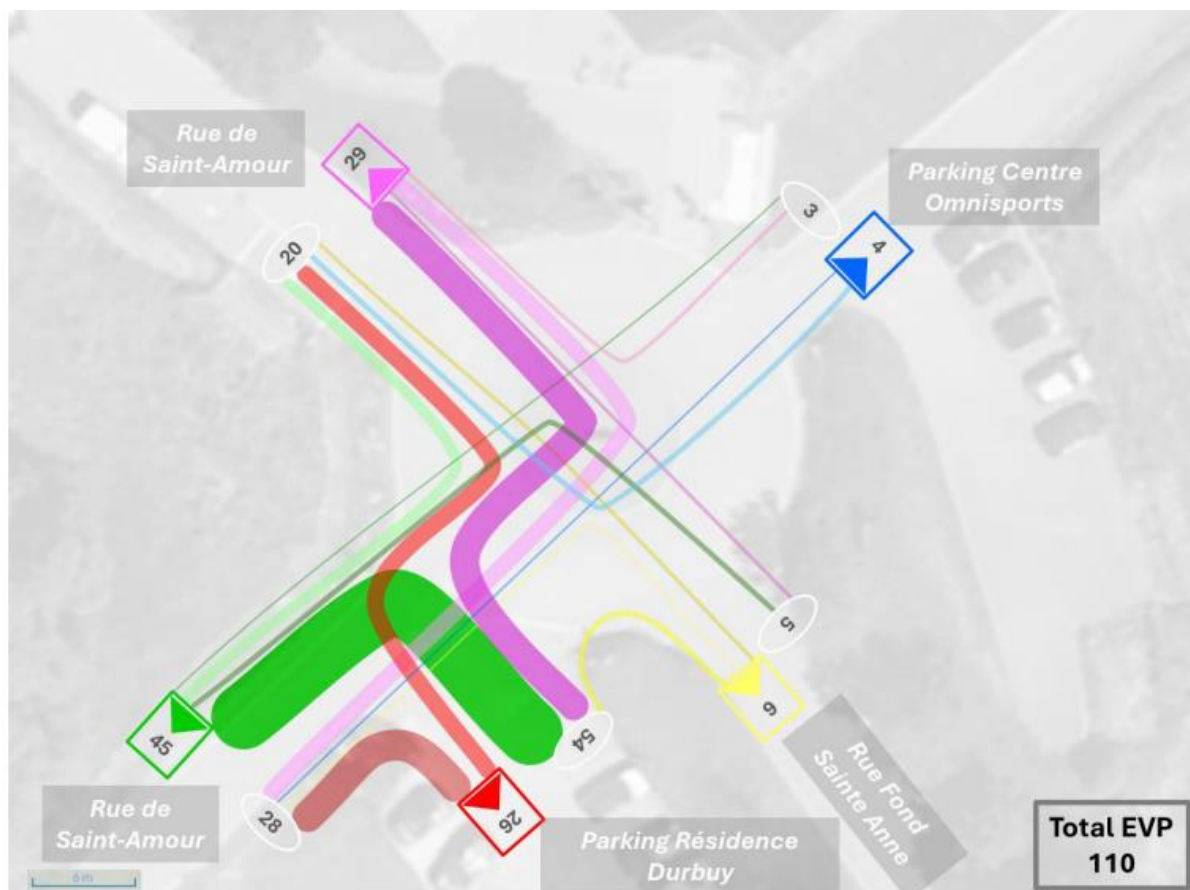 Rue de
Saint-Amour
29
20
3
4
Parking Centre
Omnisports
5
6
Rue Fond
Sainte Anne
54
45
28
26
Rue de
Saint-Amour
Parking Résidence
Durbuy
Total EVP
110
6 m